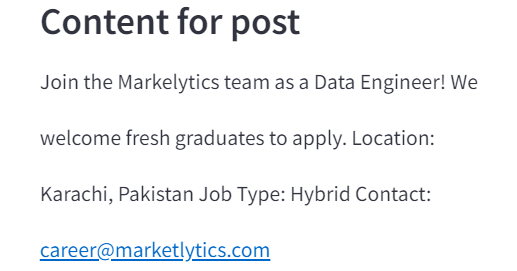 Content for post
Join the Markelytics team as a Data Engineer! We
welcome fresh graduates to apply. Location:
Karachi, Pakistan Job Type: Hybrid Contact:
career@marketlytics.com